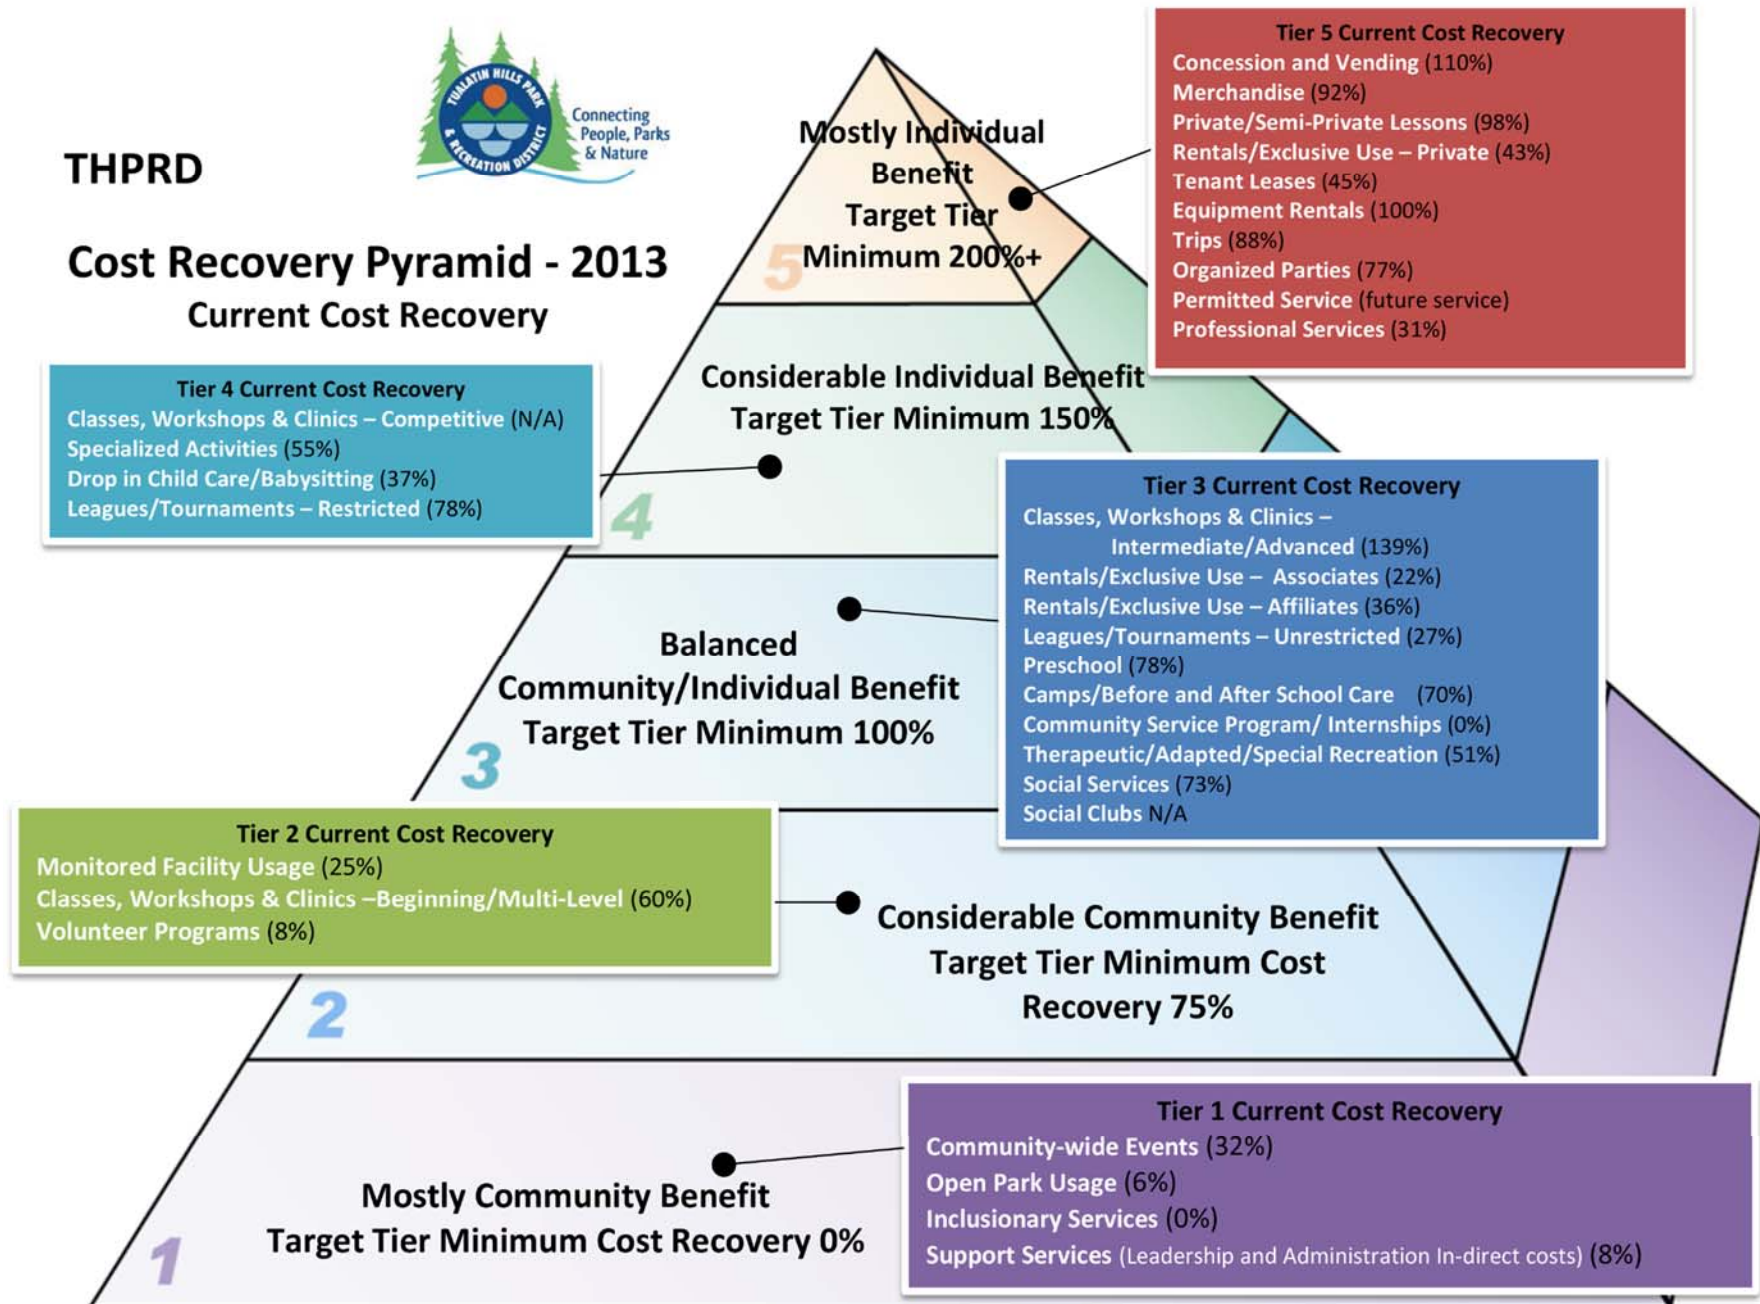 TUALATIN HILLS PARK
& RECREATION DISTRICT
Connecting
People, Parks
& Nature
THPRD
Cost Recovery Pyramid - 2013
Current Cost Recovery
Mostly Individual
Benefit
Target Tier
Minimum 200%+
5
Tier 5 Current Cost Recovery
Concession and Vending (110%)
Merchandise (92%)
Private/Semi-Private Lessons (98%)
Rentals/Exclusive Use – Private (43%)
Tenant Leases (45%)
Equipment Rentals (100%)
Trips (88%)
Organized Parties (77%)
Permitted Service (future service)
Professional Services (31%)
Considerable Individual Benefit
Target Tier Minimum 150%
4
Tier 4 Current Cost Recovery
Classes, Workshops & Clinics – Competitive (N/A)
Specialized Activities (55%)
Drop in Child Care/Babysitting (37%)
Leagues/Tournaments – Restricted (78%)
Balanced
Community/Individual Benefit
Target Tier Minimum 100%
3
Tier 3 Current Cost Recovery
Classes, Workshops & Clinics –
Intermediate/Advanced (139%)
Rentals/Exclusive Use – Associates (22%)
Rentals/Exclusive Use – Affiliates (36%)
Leagues/Tournaments – Unrestricted (27%)
Preschool (78%)
Camps/Before and After School Care (70%)
Community Service Program/ Internships (0%)
Therapeutic/Adapted/Special Recreation (51%)
Social Services (73%)
Social Clubs N/A
Tier 2 Current Cost Recovery
Monitored Facility Usage (25%)
Classes, Workshops & Clinics –Beginning/Multi-Level (60%)
Volunteer Programs (8%)
Considerable Community Benefit
Target Tier Minimum Cost
Recovery 75%
2
Tier 1 Current Cost Recovery
Community-wide Events (32%)
Open Park Usage (6%)
Inclusionary Services (0%)
Support Services (Leadership and Administration In-direct costs) (8%)
Mostly Community Benefit
Target Tier Minimum Cost Recovery 0%
1